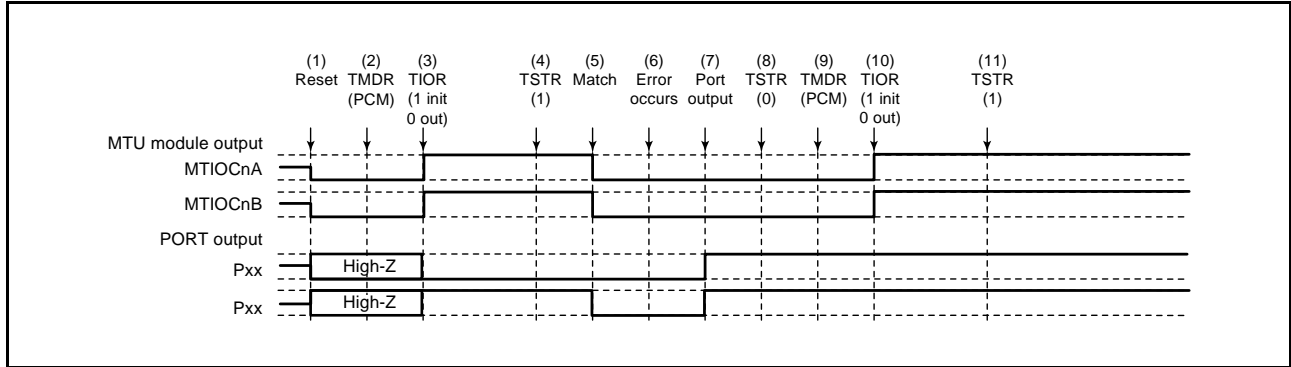 (1) (2) (3) (4) (5) (6) (7) (8) (9) (10) (11)
Reset TMDR TIOR TSTR Match Error Port TSTR TMDR TIOR TSTR
(PCM) (1 init (1) occurs output (0) (PCM) (1 init (1)
0 out) 0 out)
MTU module output
MTIOCnA
MTIOCnB
PORT output
Pxx High-Z
Pxx High-Z